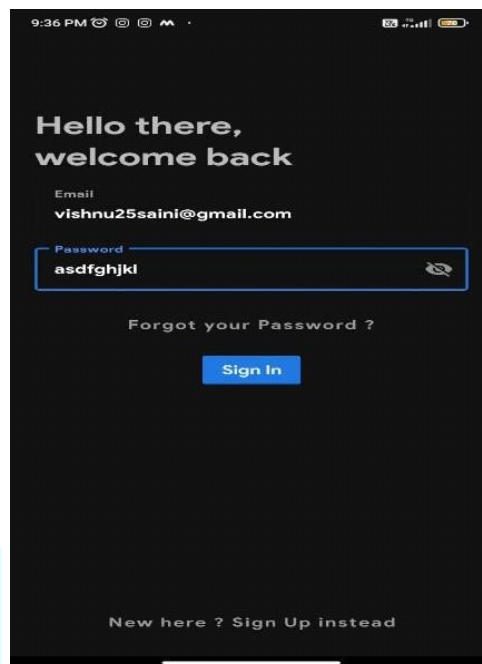 9:36 PM
Hello there,
welcome back
Email
vishnu25saini@gmail.com
Password
asdfghjkl
Forgot your Password ?
Sign In
New here ? Sign Up instead